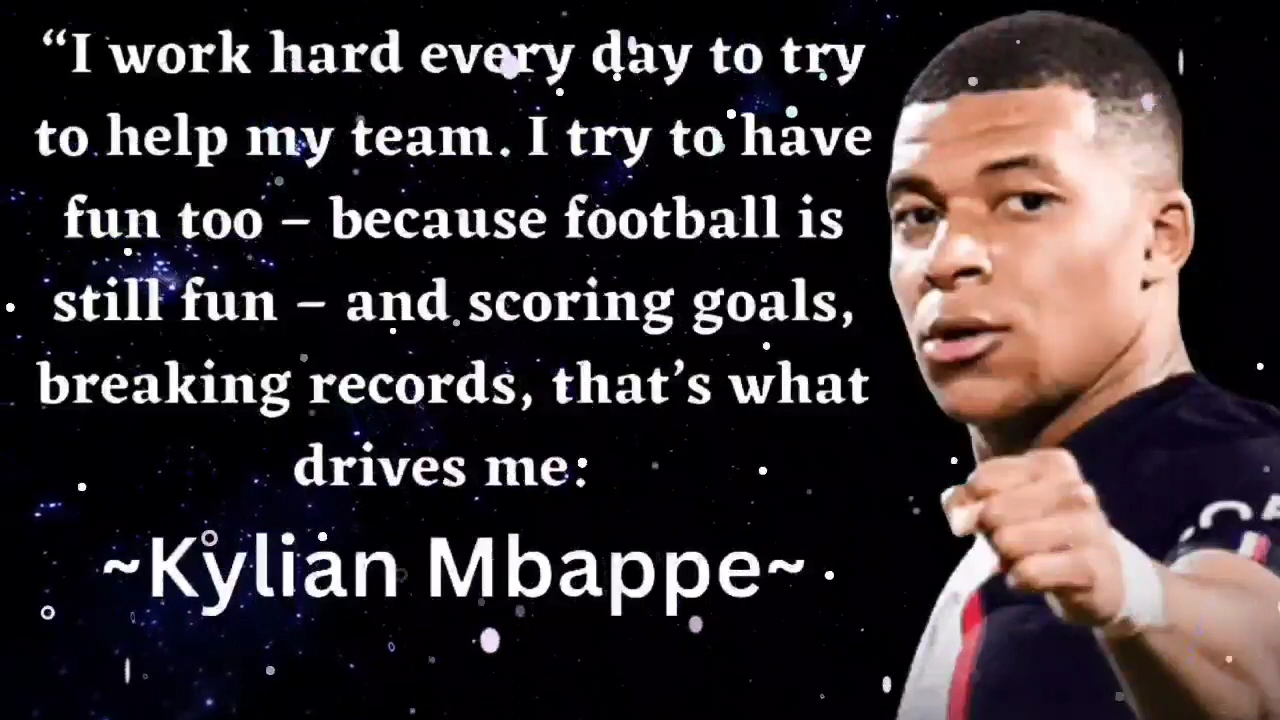 “I work hard every day to try
to help my team. I try to have
fun too – because football is
still fun – and scoring goals,
breaking records, that’s what
drives me:
~Kylian Mbappe~